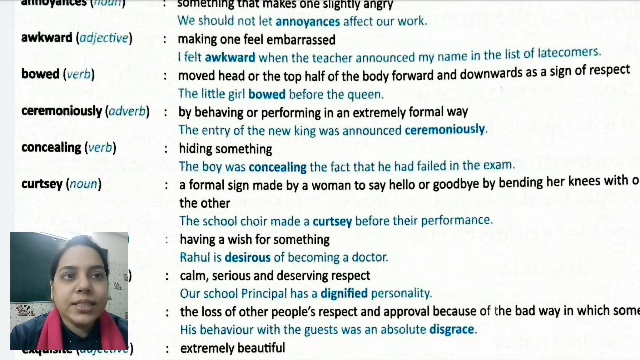 annoyances (noun) : something that makes one slightly angry
We should not let annoyances affect our work.
awkward (adjective) : making one feel embarrassed
I felt awkward when the teacher announced my name in the list of latecomers.
bowed (verb) : moved head or the top half of the body forward and downwards as a sign of respect
The little girl bowed before the queen.
ceremoniously (adverb) : by behaving or performing in an extremely formal way
The entry of the new king was announced ceremoniously.
concealing (verb) : hiding something
The boy was concealing the fact that he had failed in the exam.
curtsey (noun) : a formal sign made by a woman to say hello or goodbye by bending her knees with
the other
The school choir made a curtsey before their performance.
: having a wish for something
Rahul is desirous of becoming a doctor.
) : calm, serious and deserving respect
Our school Principal has a dignified personality.
: the loss of other people's respect and approval because of the bad way in which
His behaviour with the guests was an absolute disgrace.
exquisite (adjective) : extremely beautiful